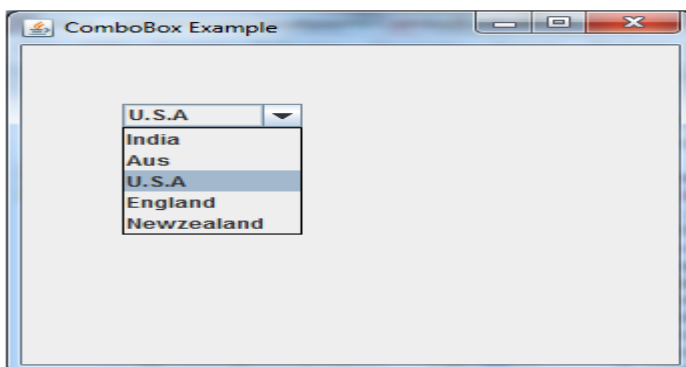 ComboBox Example
U.S.A
India
Aus
U.S.A
England
Newzealand